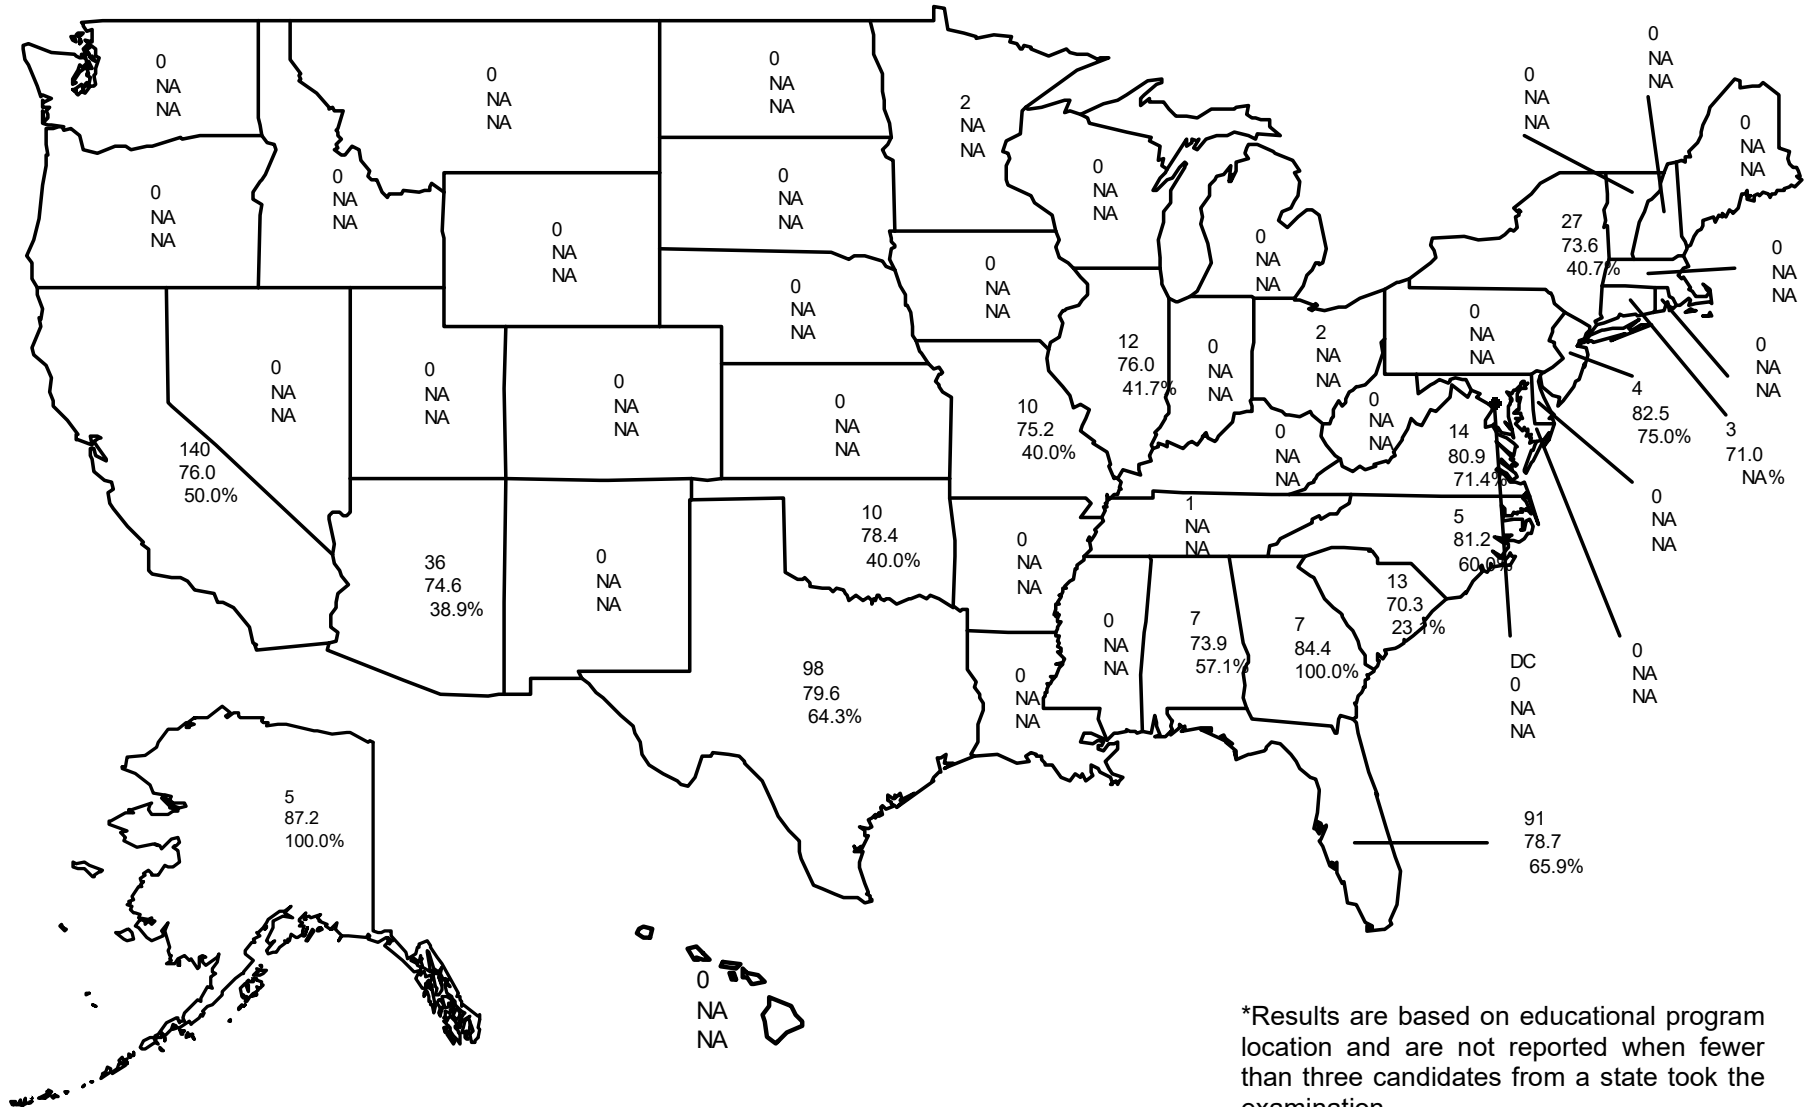 0
NA
NA
0
NA
NA
0
NA
NA
2
NA
NA
0
NA
NA
0
NA
NA
0
NA
NA
0
NA
NA
0
NA
NA
0
NA
NA
0
NA
NA
0
NA
NA
27
73.6
40.7%
0
NA
NA
0
NA
NA
0
NA
NA
0
NA
NA
0
NA
NA
12
76.0
41.7%
0
NA
NA
2
NA
NA
0
NA
NA
0
NA
NA
4
82.5
75.0%
3
71.0
NA%
0
NA
NA
0
NA
NA
0
NA
NA
0
NA
NA
10
75.2
40.0%
0
NA
NA
0
NA
NA
14
80.9
71.4%
0
NA
NA
140
76.0
50.0%
36
74.6
38.9%
0
NA
NA
10
78.4
40.0%
0
NA
NA
1
NA
NA
5
81.2
60.0%
13
70.3
23.1%
0
NA
NA
7
73.9
57.1%
7
84.4
100.0%
0
NA
NA
DC
0
NA
NA
98
79.6
64.3%
0
NA
NA
5
87.2
100.0%
91
78.7
65.9%
0
NA
NA
*Results are based on educational program
location and are not reported when fewer
than three candidates from a state took the
examination